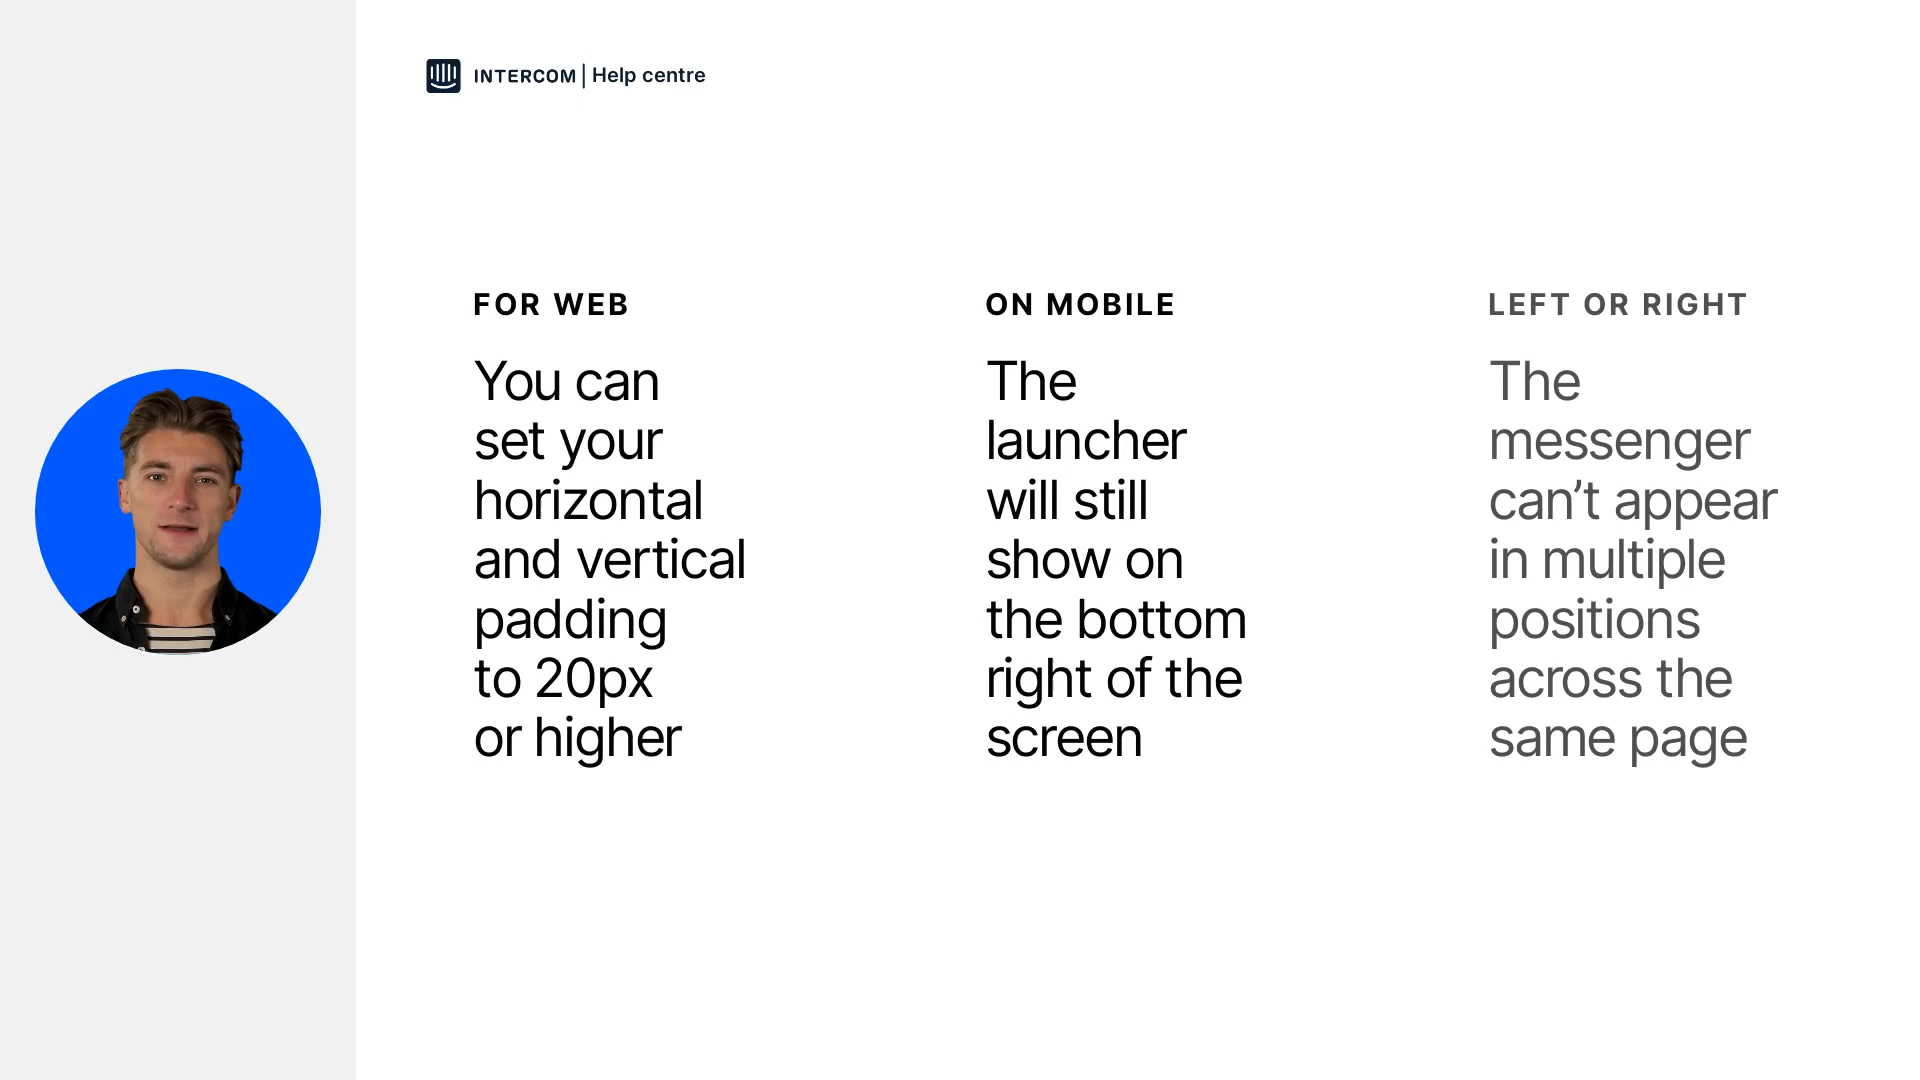 INTERCOM | Help centre
FOR WEB
You can
set your
horizontal
and vertical
padding
to 20px
or higher
ON MOBILE
The
launcher
will still
show on
the bottom
right of the
screen
LEFT OR RIGHT
The
messenger
can’t appear
in multiple
positions
across the
same page